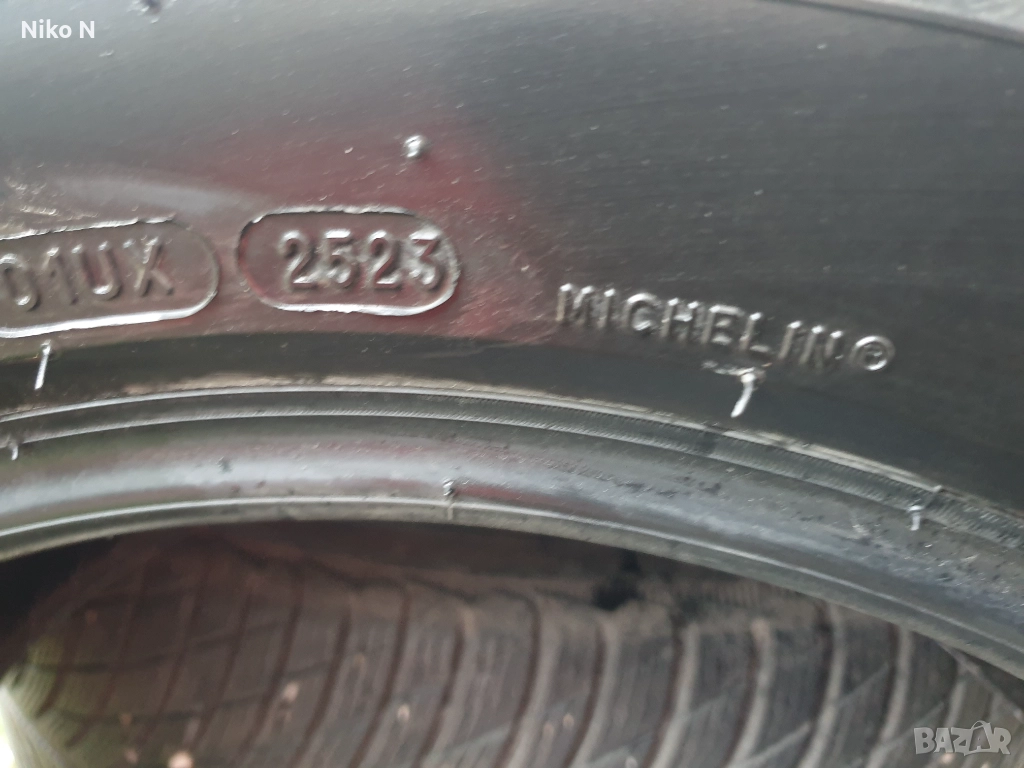 Niko N
01UX 2523 MICHELIN©
BAZAR